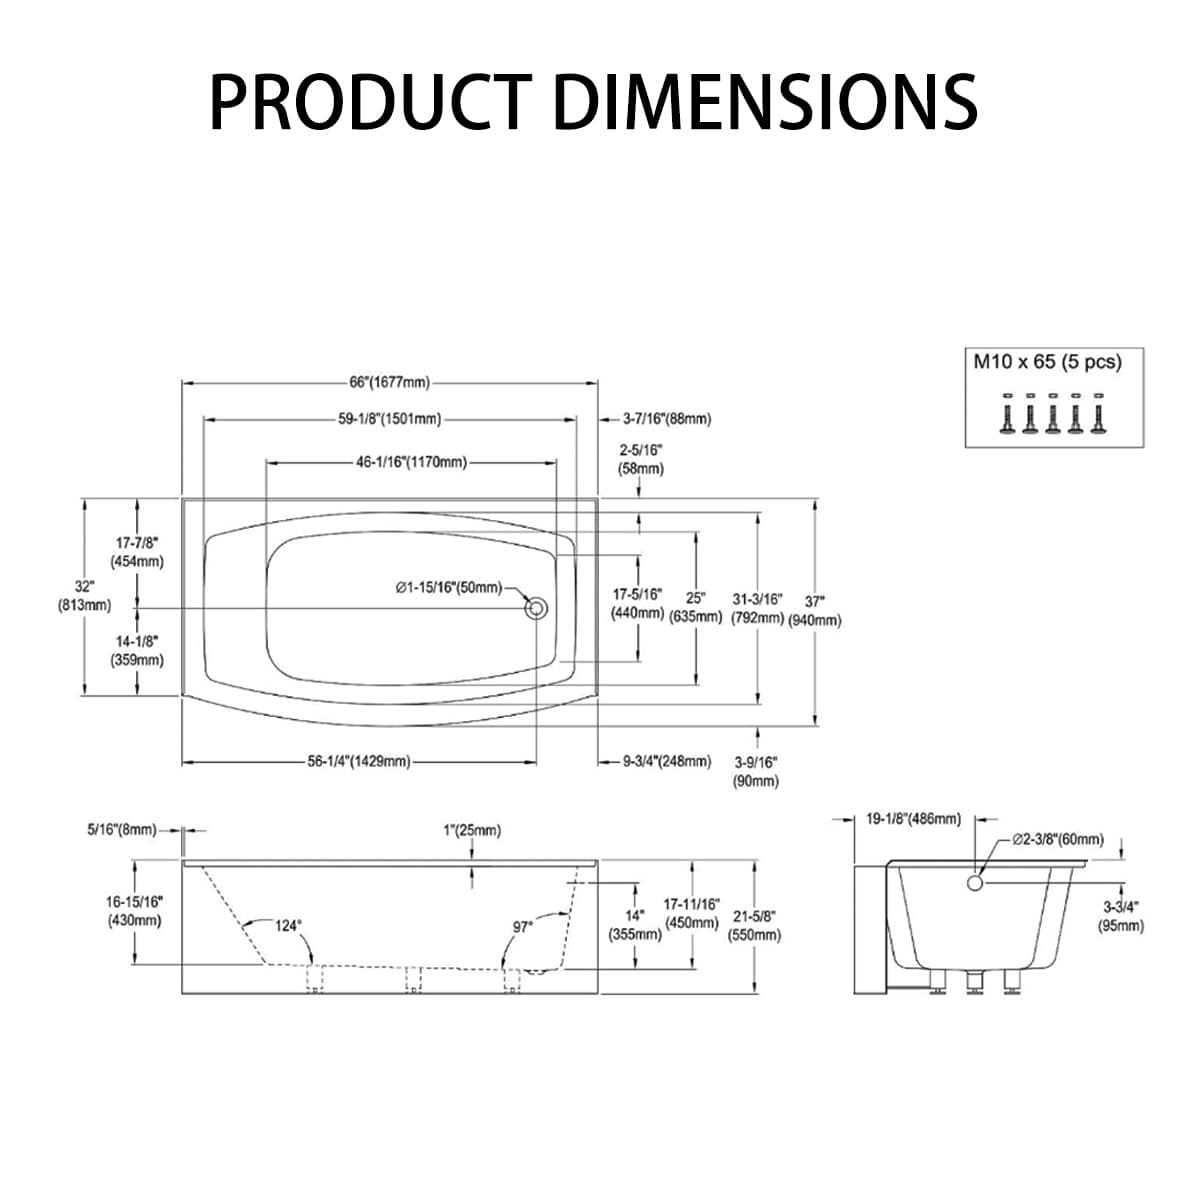 PRODUCT DIMENSIONS
M10 x 65 (5 pcs)
66"(1677mm)
59-1/8"(1501mm)
3-7/16"(88mm)
46-1/16"(1170mm)
2-5/16"
(58mm)
17-7/8"
(454mm)
32"
(813mm)
14-1/8"
(359mm)
Ø1-15/16"(50mm)
17-5/16"
(440mm)
25"
(635mm)
31-3/16"
(792mm)
37"
(940mm)
56-1/4"(1429mm)
9-3/4"(248mm)
3-9/16"
(90mm)
5/16"(8mm)
1"(25mm)
16-15/16"
(430mm)
124°
97°
14"
(355mm)
17-11/16"
(450mm)
21-5/8"
(550mm)
19-1/8"(486mm)
Ø2-3/8"(60mm)
3-3/4"
(95mm)